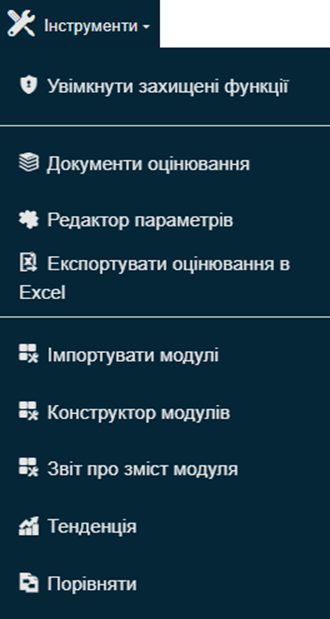 Інструменти
Увімкнути захищені функції
Документи оцінювання
Редактор параметрів
Експортувати оцінювання в
Excel
Імпортувати модулі
Конструктор модулів
Звіт про зміст модуля
Тенденція
Порівняти